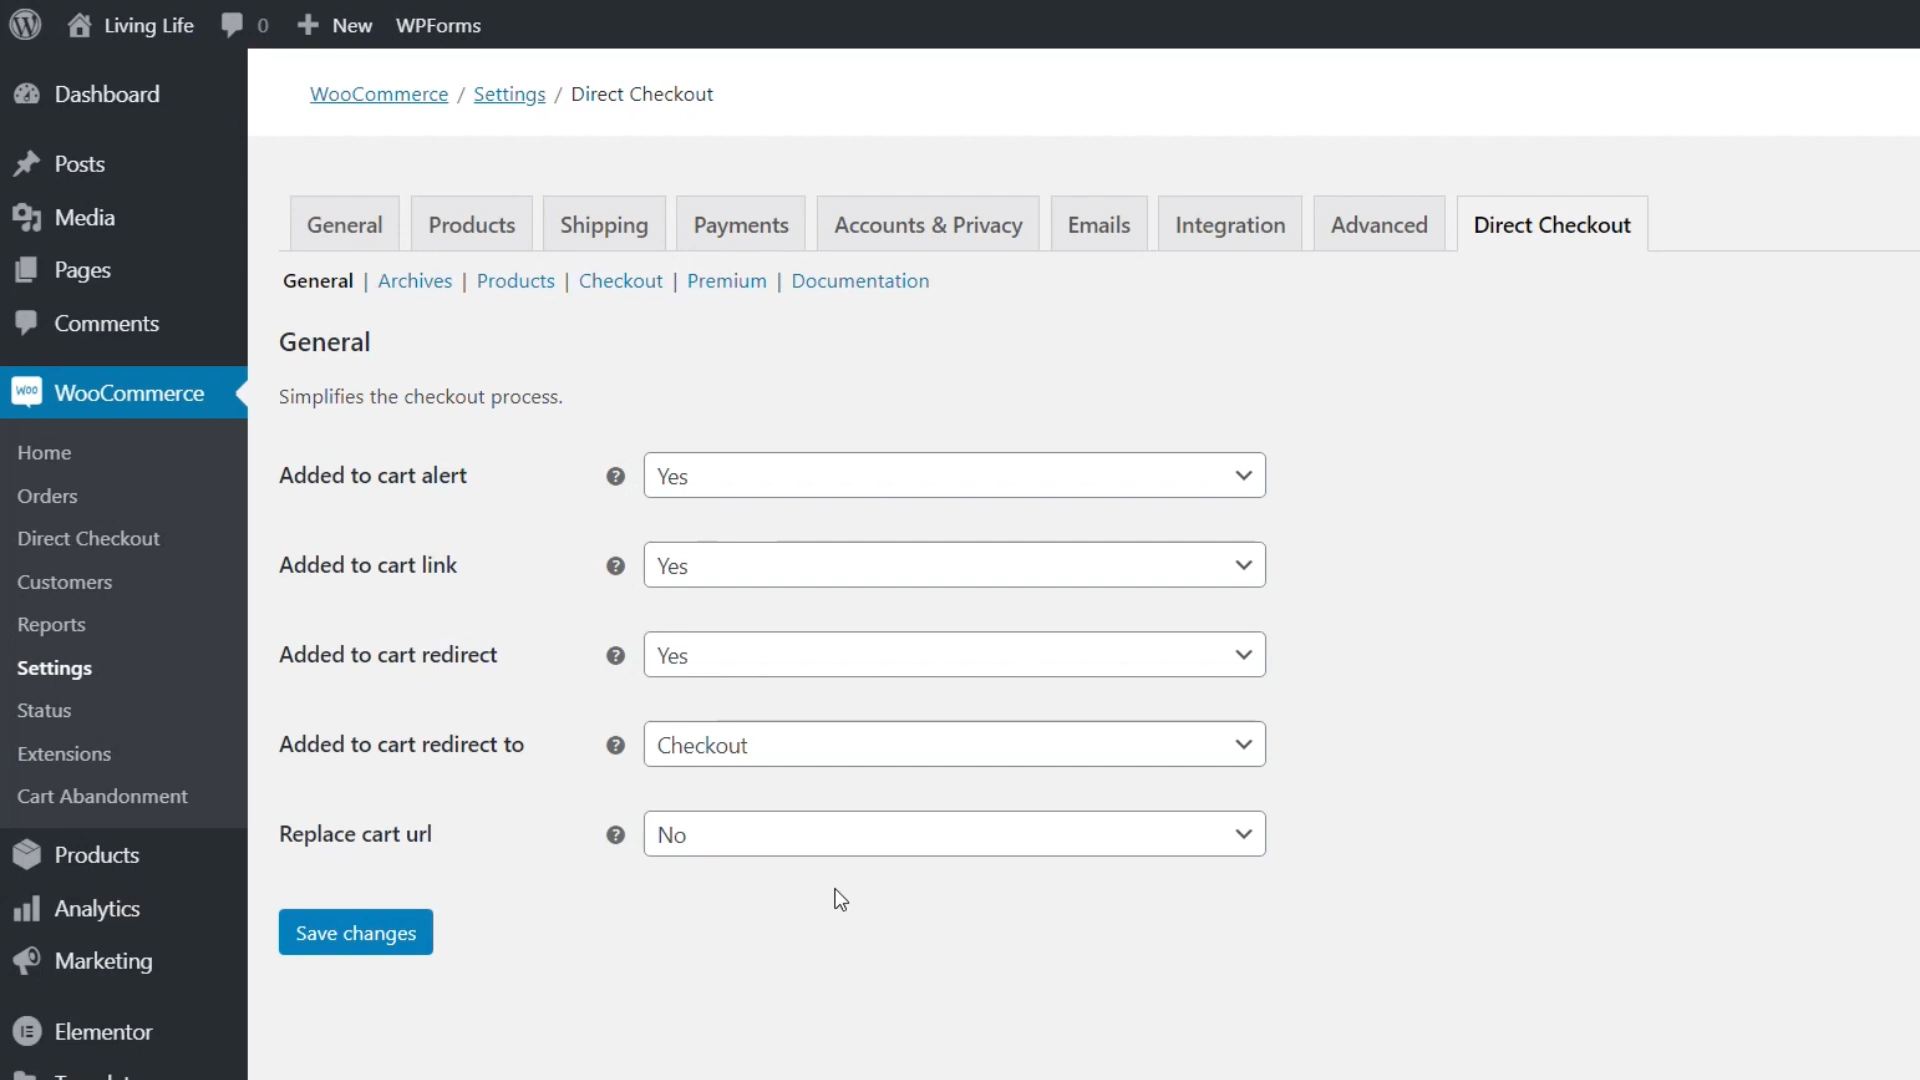 Living Life 0 New WPForms
Dashboard
Posts
Media
Pages
Comments
woo WooCommerce
Home
Orders
Direct Checkout
Customers
Reports
Settings
Status
Extensions
Cart Abandonment
Products
Analytics
Marketing
Elementor
WooCommerce / Settings / Direct Checkout
General Products Shipping Payments Accounts & Privacy Emails Integration Advanced Direct Checkout
General | Archives | Products | Checkout | Premium | Documentation
General
Simplifies the checkout process.
Added to cart alert ? Yes
Added to cart link ? Yes
Added to cart redirect ? Yes
Added to cart redirect to ? Checkout
Replace cart url ? No
Save changes